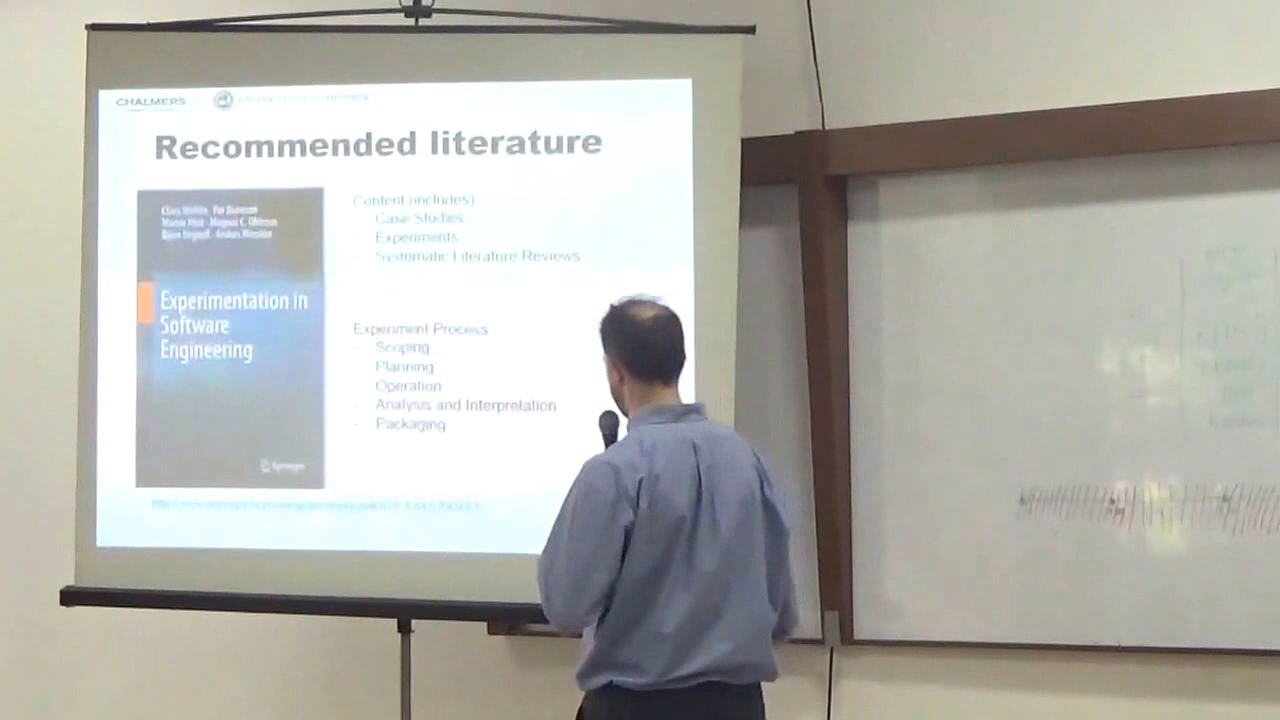 CHALMERS
Recommended literature
Claes Wohlin · Per Runeson
Martin Höst · Magnus C. Ohlsson
Björn Regnell · Anders Wesslén
Experimentation in
Software
Engineering
Springer
Content (includes)
- Case Studies
- Experiments
- Systematic Literature Reviews
Experiment Process
- Scoping
- Planning
- Operation
- Analysis and Interpretation
- Packaging